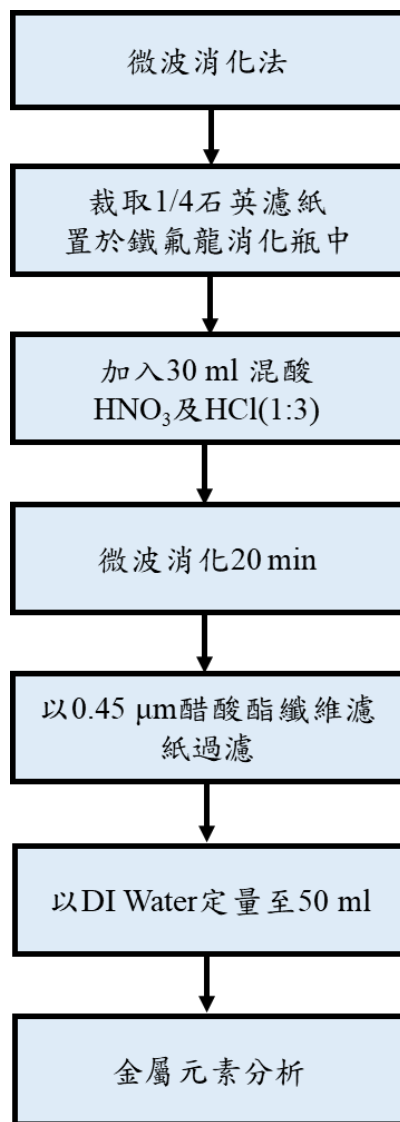 微波消化法
裁取1/4石英濾紙
置於鐵氟龍消化瓶中
加入30 ml 混酸
HNO₃及HCl(1:3)
微波消化20 min
以0.45 μm醋酸酯纖維濾
紙過濾
以DI Water定量至50 ml
金屬元素分析